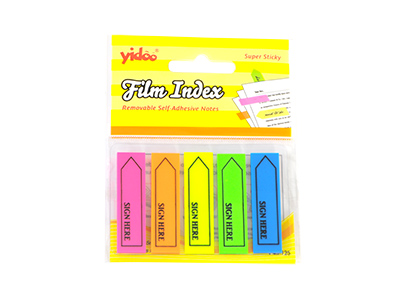 yidoo
Super Sticky
Film Index
Removable Self-Adhesive Notes
SIGN HERE
SIGN HERE
SIGN HERE
SIGN HERE
SIGN HERE